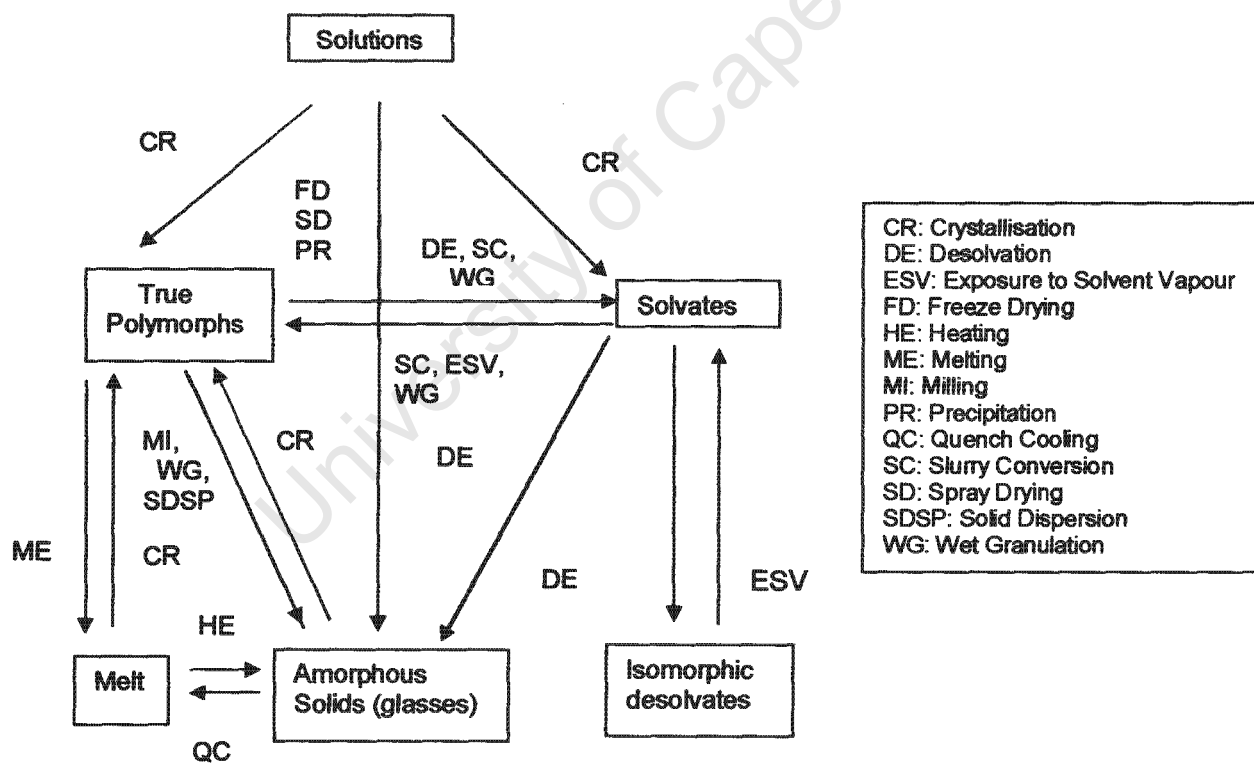 Solutions
CR
CR
FD
SD
PR
DE, SC,
WG
True
Polymorphs
Solvates
SC, ESV,
WG
MI,
WG,
SDSP
CR
DE
ME
CR
DE
ESV
HE
Melt
Amorphous
Solids (glasses)
Isomorphic
desolvates
QC
CR: Crystallisation
DE: Desolvation
ESV: Exposure to Solvent Vapour
FD: Freeze Drying
HE: Heating
ME: Melting
MI: Milling
PR: Precipitation
QC: Quench Cooling
SC: Slurry Conversion
SD: Spray Drying
SDSP: Solid Dispersion
WG: Wet Granulation
University of Cape